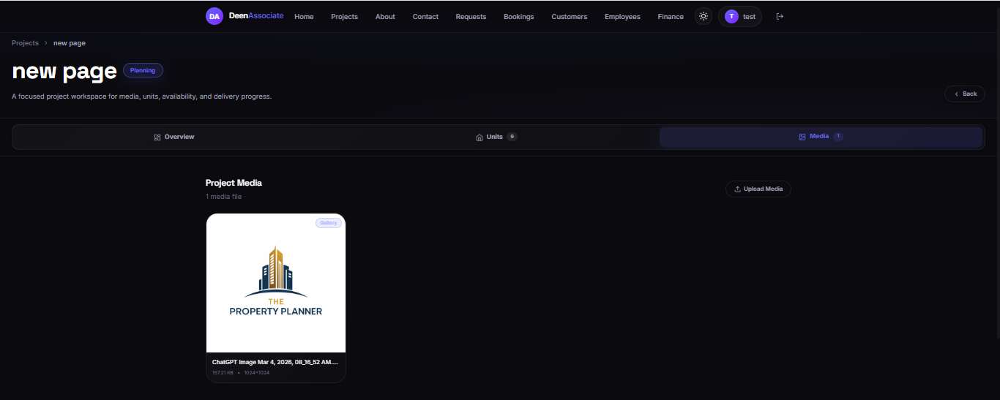 DA DeenAssociate Home Projects About Contact Requests Bookings Customers Employees Finance T test
Projects > new page
new page Planning
A focused project workspace for media, units, availability, and delivery progress.
Back
Overview Units 9 Media 1
Project Media
1 media file
Upload Media
Gallery
THE
PROPERTY PLANNER
ChatGPT Image Mar 4, 2026, 08_16_52 AM....
157.21 KB • 1024×1024